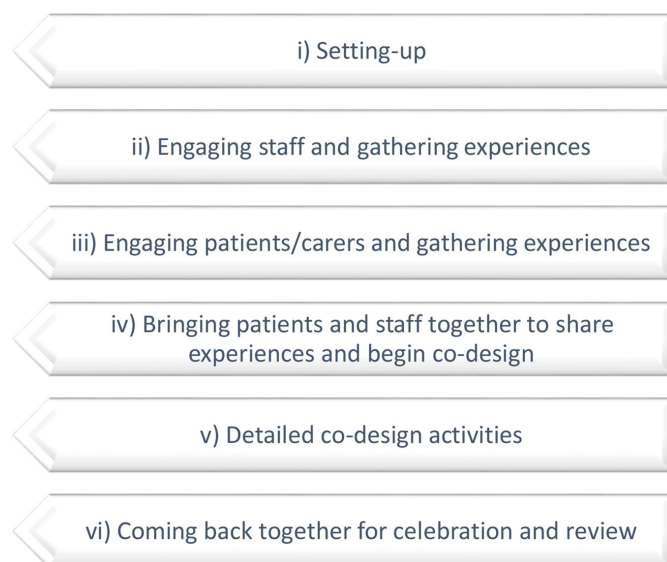 i) Setting-up
ii) Engaging staff and gathering experiences
iii) Engaging patients/carers and gathering experiences
iv) Bringing patients and staff together to share
experiences and begin co-design
v) Detailed co-design activities
vi) Coming back together for celebration and review